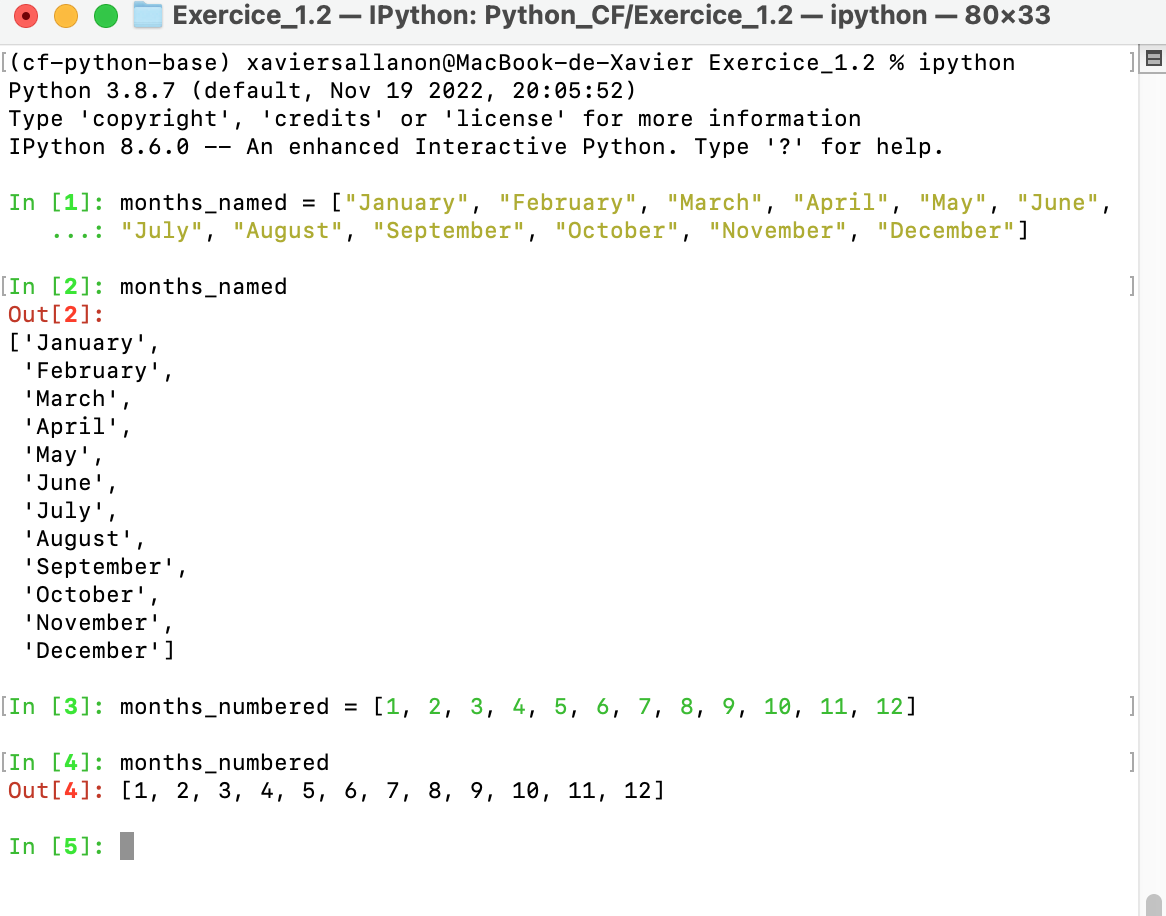 Exercice_1.2 — IPython: Python_CF/Exercice_1.2 — ipython — 80×33
[(cf-python-base) xaviersallanon@MacBook-de-Xavier Exercice_1.2 % ipython ]
Python 3.8.7 (default, Nov 19 2022, 20:05:52)
Type 'copyright', 'credits' or 'license' for more information
IPython 8.6.0 -- An enhanced Interactive Python. Type '?' for help.
In [1]: months_named = ["January", "February", "March", "April", "May", "June",
...: "July", "August", "September", "October", "November", "December"]
[In [2]: months_named ]
Out[2]:
['January',
'February',
'March',
'April',
'May',
'June',
'July',
'August',
'September',
'October',
'November',
'December']
[In [3]: months_numbered = [1, 2, 3, 4, 5, 6, 7, 8, 9, 10, 11, 12] ]
[In [4]: months_numbered ]
Out[4]: [1, 2, 3, 4, 5, 6, 7, 8, 9, 10, 11, 12]
In [5]: